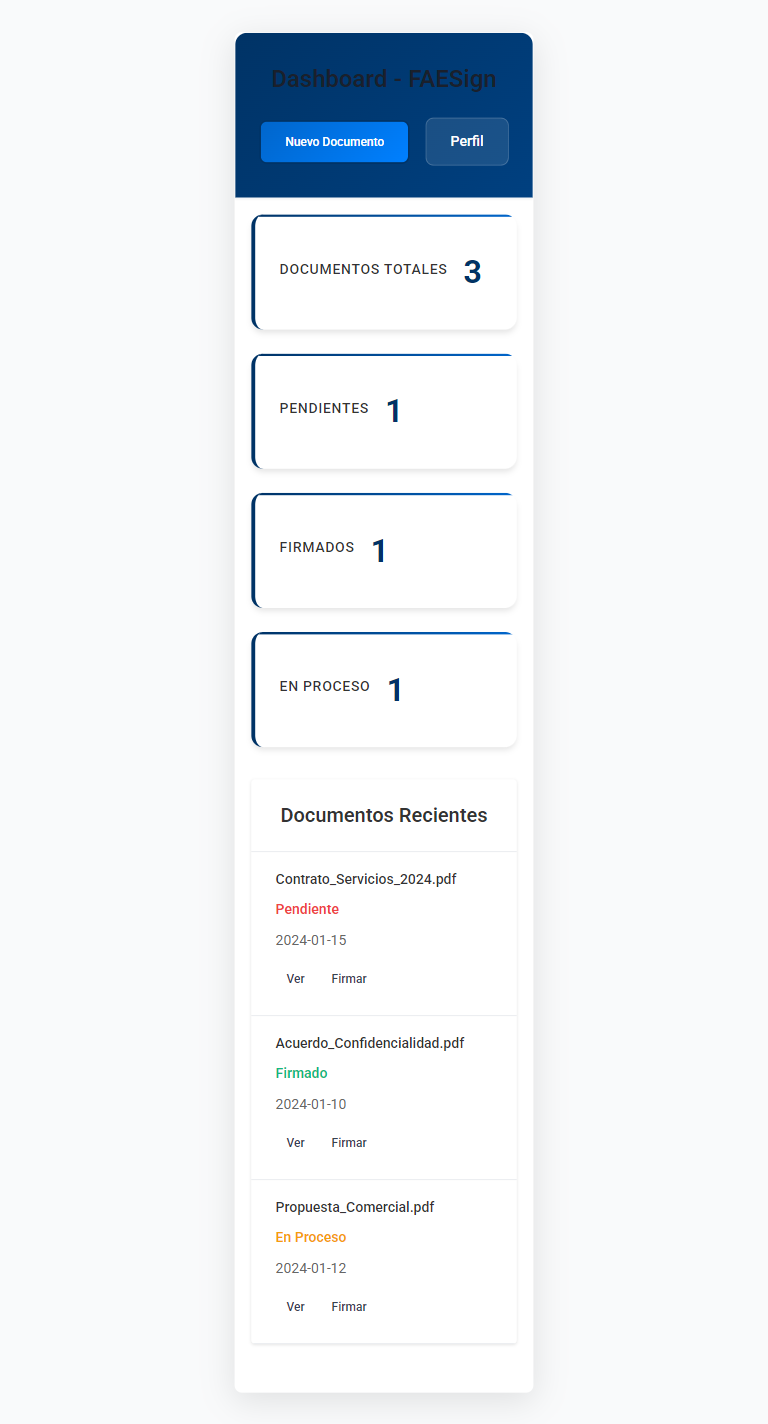 Dashboard - FAESign
Nuevo Documento
Perfil
DOCUMENTOS TOTALES 3
PENDIENTES 1
FIRMADOS 1
EN PROCESO 1
Documentos Recientes
Contrato_Servicios_2024.pdf
Pendiente
2024-01-15
Ver Firmar
Acuerdo_Confidencialidad.pdf
Firmado
2024-01-10
Ver Firmar
Propuesta_Comercial.pdf
En Proceso
2024-01-12
Ver Firmar